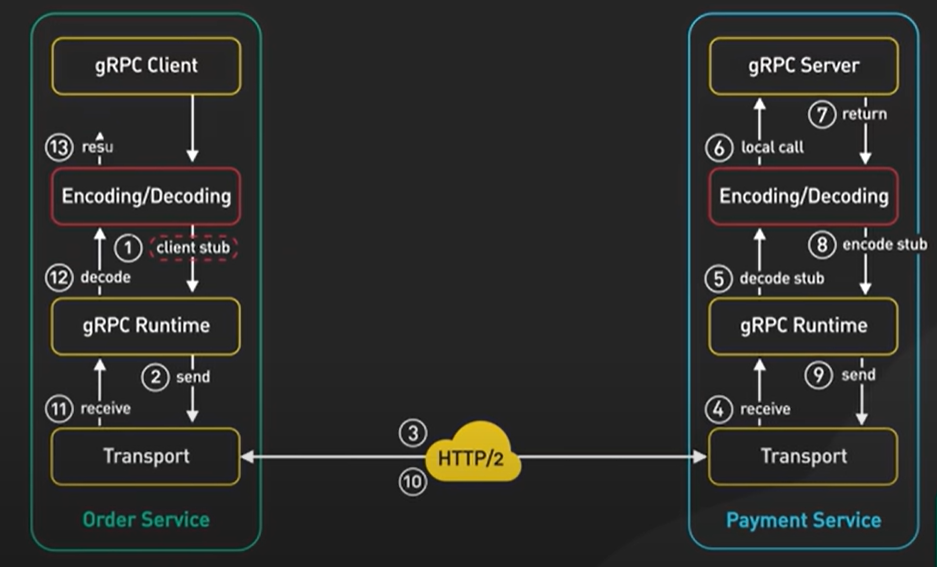 gRPC Client
13 resu
Encoding/Decoding
1 client stub
12 decode
gRPC Runtime
2 send
11 receive
Transport
Order Service
3
HTTP/2
10
gRPC Server
7 return
6 local call
Encoding/Decoding
8 encode stub
5 decode stub
gRPC Runtime
9 send
4 receive
Transport
Payment Service